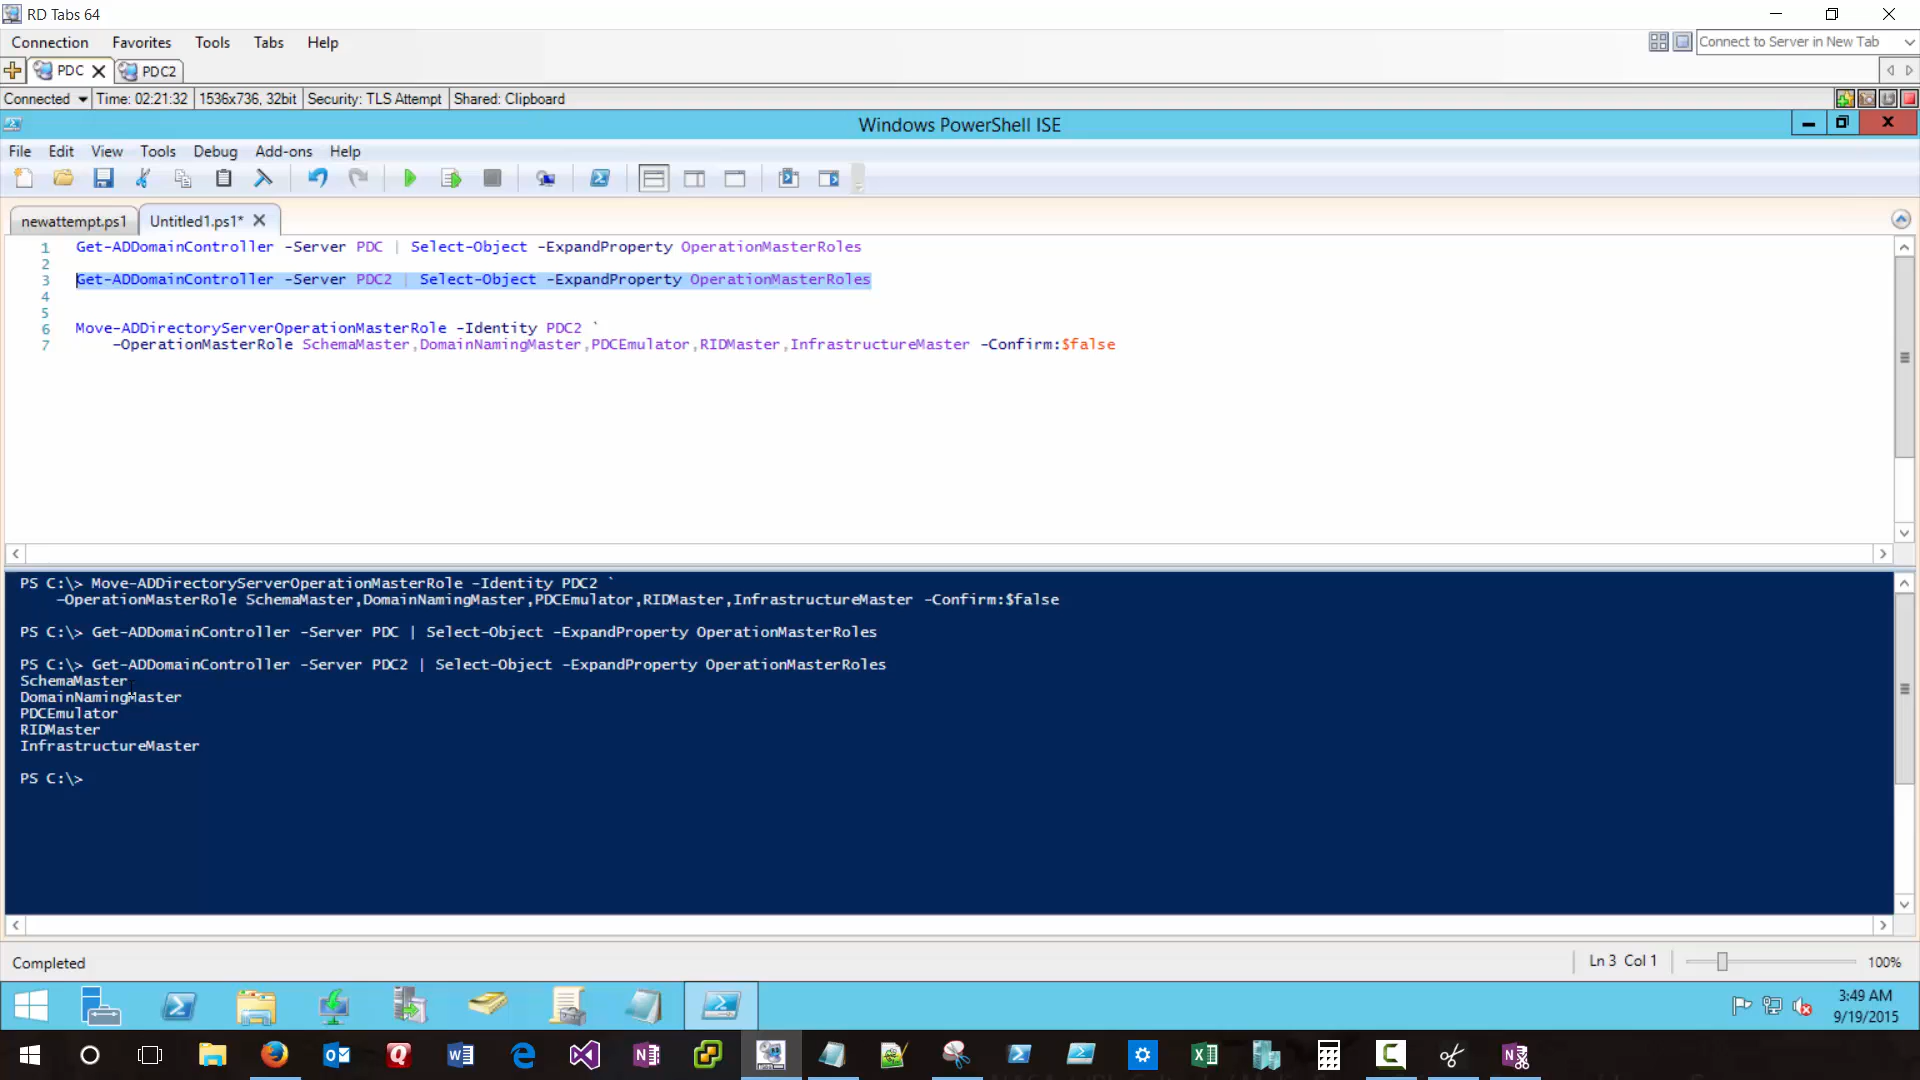 RD Tabs 64
Connection Favorites Tools Tabs Help
Connect to Server in New Tab
PDC PDC2
Connected Time: 02:21:32 1536x736, 32bit Security: TLS Attempt Shared: Clipboard
Windows PowerShell ISE
File Edit View Tools Debug Add-ons Help
newattempt.ps1 Untitled1.ps1*
1 Get-ADDomainController -Server PDC | Select-Object -ExpandProperty OperationMasterRoles
2
3 Get-ADDomainController -Server PDC2 | Select-Object -ExpandProperty OperationMasterRoles
4
5
6 Move-ADDirectoryServerOperationMasterRole -Identity PDC2 `
7 -OperationMasterRole SchemaMaster,DomainNamingMaster,PDCEmulator,RIDMaster,InfrastructureMaster -Confirm:$false
PS C:\> Move-ADDirectoryServerOperationMasterRole -Identity PDC2 `
-OperationMasterRole SchemaMaster,DomainNamingMaster,PDCEmulator,RIDMaster,InfrastructureMaster -Confirm:$false
PS C:\> Get-ADDomainController -Server PDC | Select-Object -ExpandProperty OperationMasterRoles
PS C:\> Get-ADDomainController -Server PDC2 | Select-Object -ExpandProperty OperationMasterRoles
SchemaMaster
DomainNamingMaster
PDCEmulator
RIDMaster
InfrastructureMaster
PS C:\>
Completed
Ln 3 Col 1
100%
3:49 AM
9/19/2015